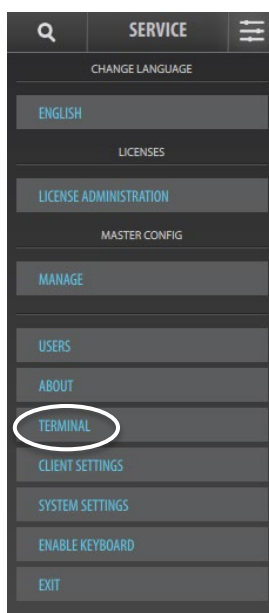 SERVICE
CHANGE LANGUAGE
ENGLISH
LICENSES
LICENSE ADMINISTRATION
MASTER CONFIG
MANAGE
USERS
ABOUT
TERMINAL
CLIENT SETTINGS
SYSTEM SETTINGS
ENABLE KEYBOARD
EXIT